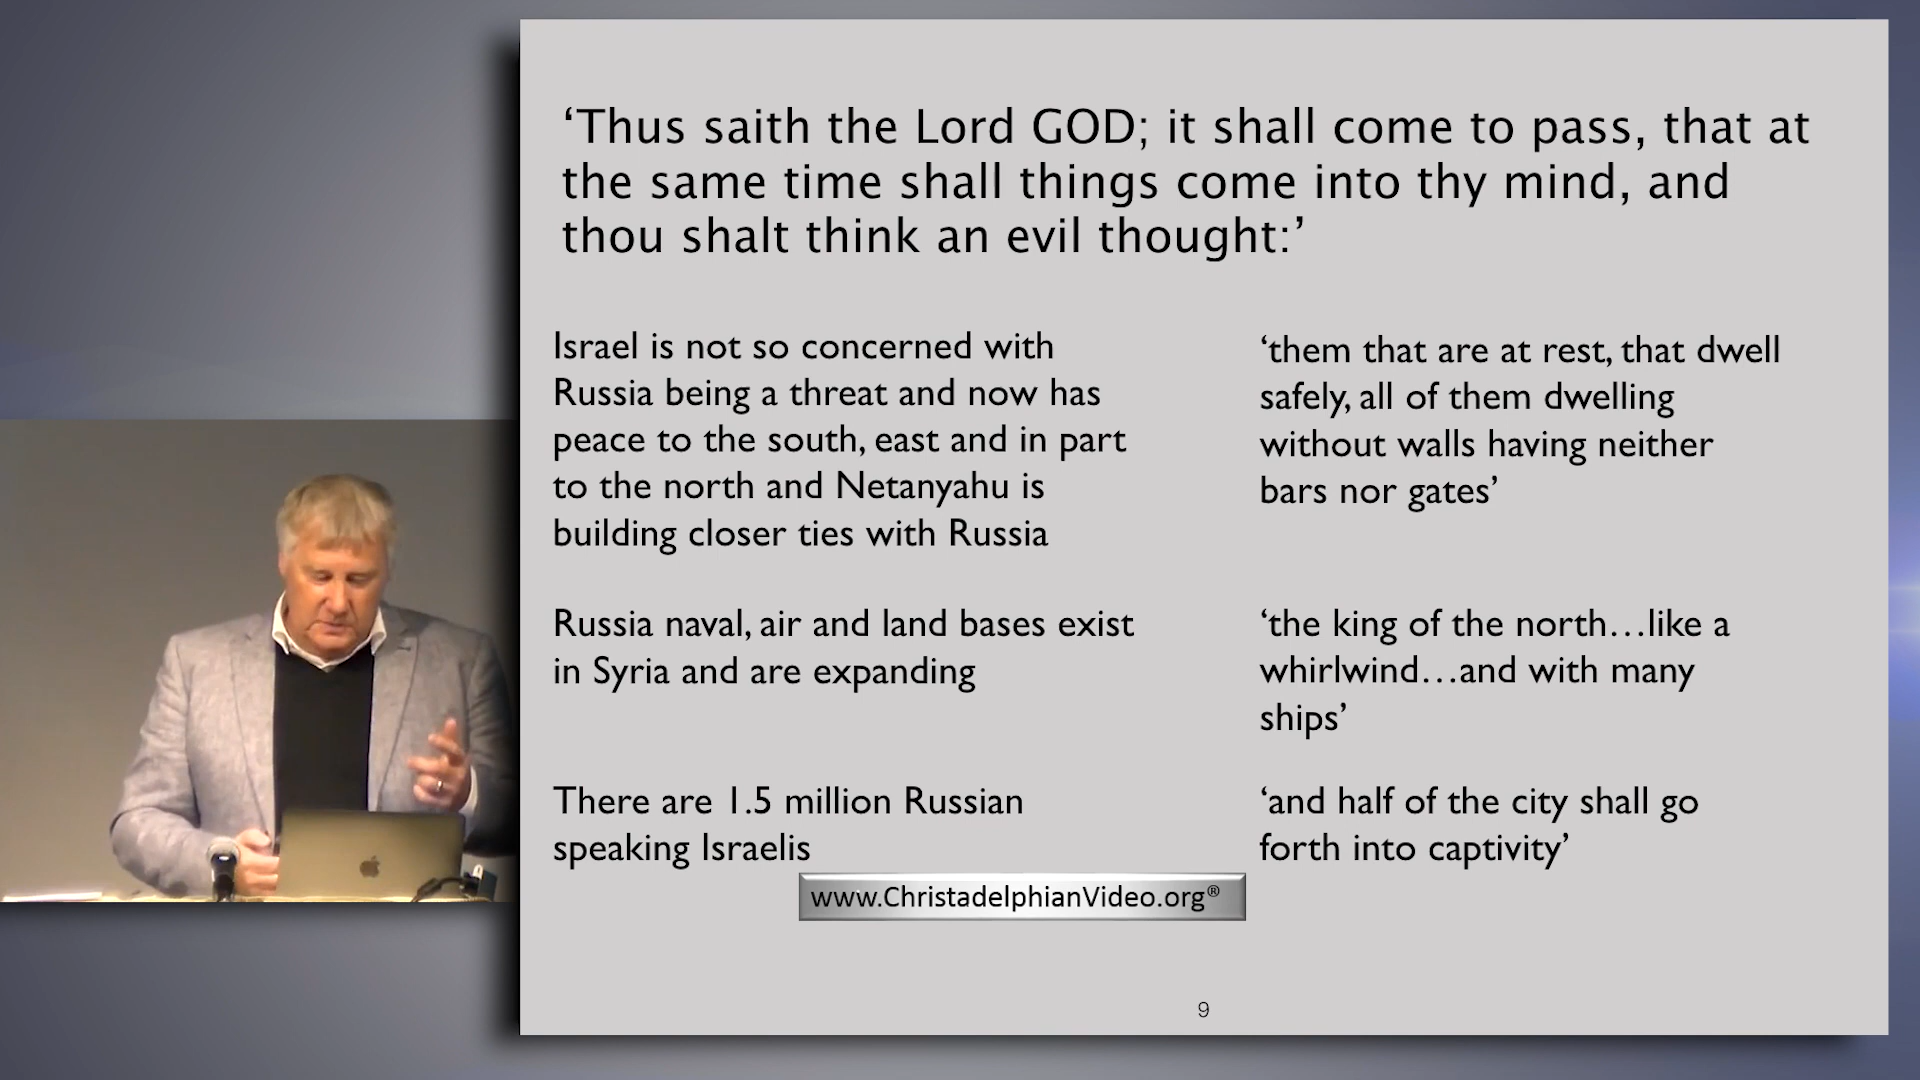 ‘Thus saith the Lord GOD; it shall come to pass, that at
the same time shall things come into thy mind, and
thou shalt think an evil thought:’
Israel is not so concerned with
Russia being a threat and now has
peace to the south, east and in part
to the north and Netanyahu is
building closer ties with Russia
‘them that are at rest, that dwell
safely, all of them dwelling
without walls having neither
bars nor gates’
Russia naval, air and land bases exist
in Syria and are expanding
‘the king of the north…like a
whirlwind…and with many
ships’
There are 1.5 million Russian
speaking Israelis
‘and half of the city shall go
forth into captivity’
www.ChristadelphianVideo.org®
9